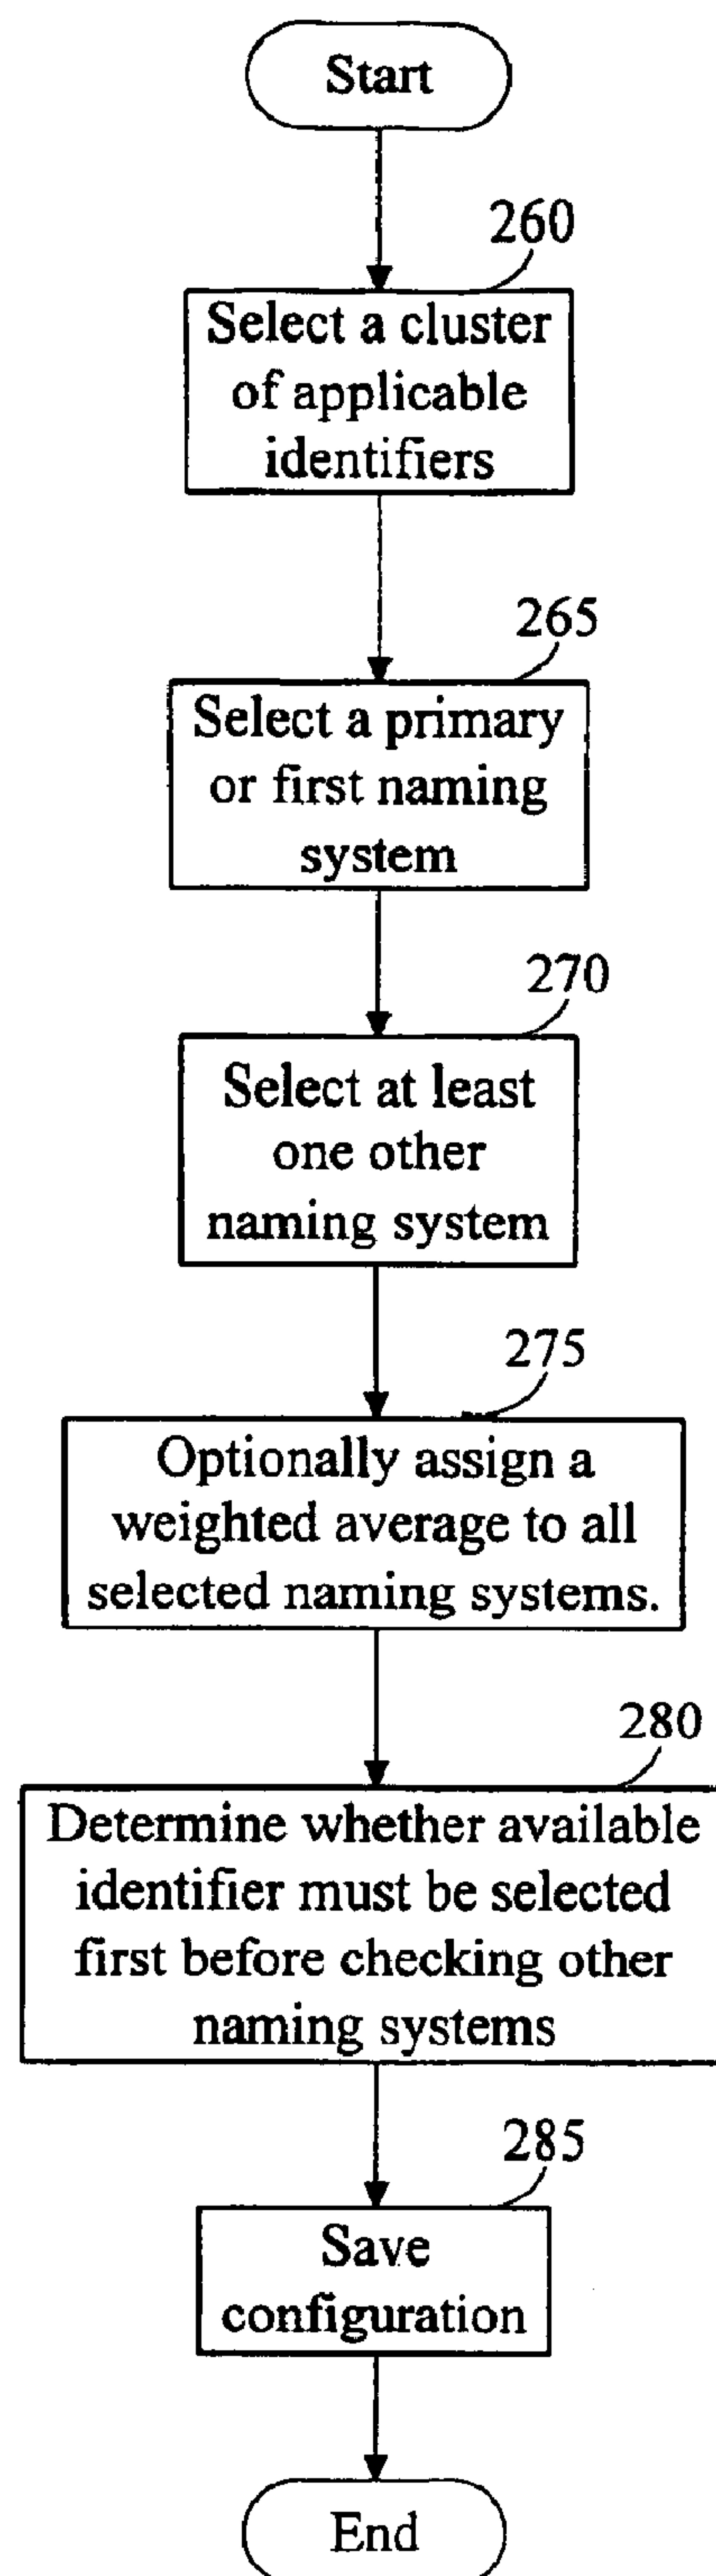 Start
260
Select a cluster
of applicable
identifiers
265
Select a primary
or first naming
system
270
Select at least
one other
naming system
275
Optionally assign a
weighted average to all
selected naming systems.
280
Determine whether available
identifier must be selected
first before checking other
naming systems
285
Save
configuration
End